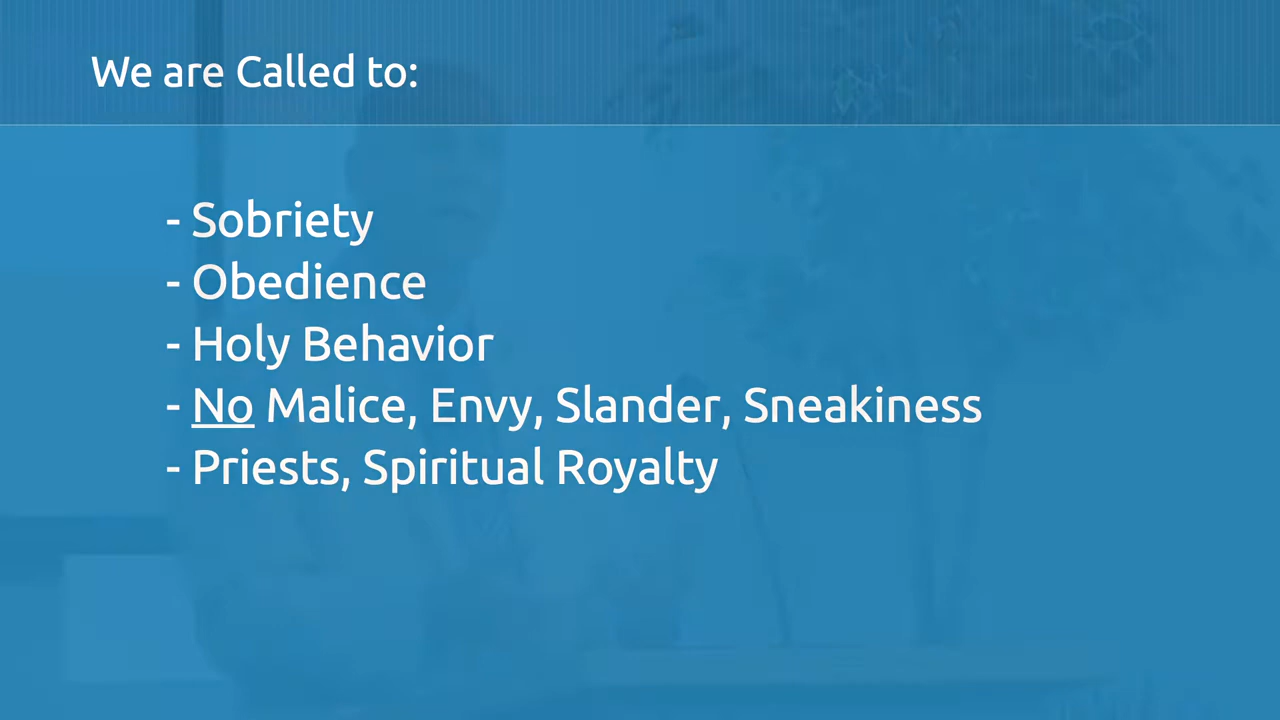 We are Called to:
- Sobriety
- Obedience
- Holy Behavior
- No Malice, Envy, Slander, Sneakiness
- Priests, Spiritual Royalty